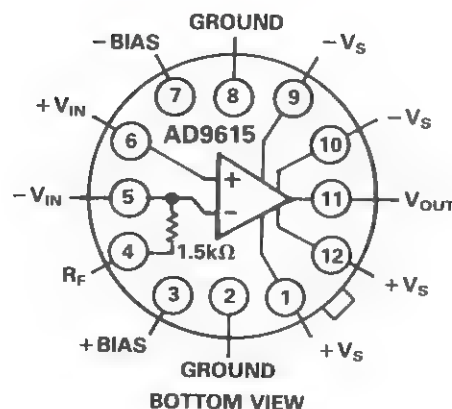 GROUND
−BIAS
−VS
7
8
9
+VIN
AD9615
−VS
6
10
+
−VIN
5
11
VOUT
−
4
1.5kΩ
12
RF
+VS
3
2
1
+BIAS
+VS
GROUND
BOTTOM VIEW